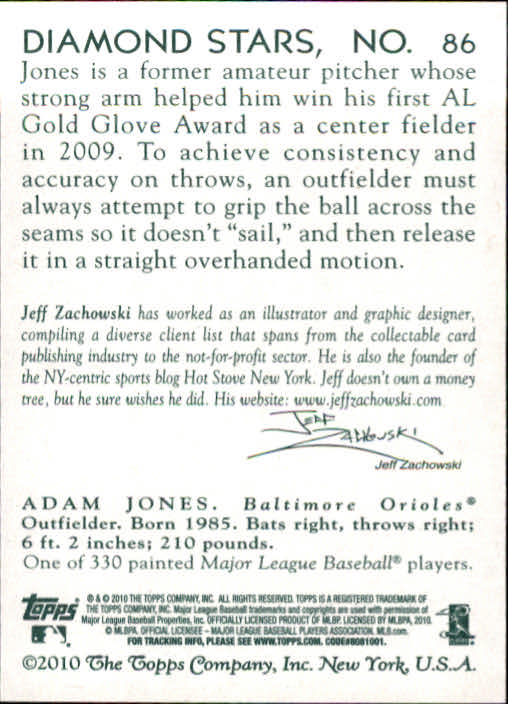 DIAMOND STARS, NO. 86
Jones is a former amateur pitcher whose
strong arm helped him win his first AL
Gold Glove Award as a center fielder
in 2009. To achieve consistency and
accuracy on throws, an outfielder must
always attempt to grip the ball across the
seams so it doesn't “sail,” and then release
it in a straight overhanded motion.
Jeff Zachowski has worked as an illustrator and graphic designer,
compiling a diverse client list that spans from the collectable card
publishing industry to the not-for-profit sector. He is also the founder of
the NY-centric sports blog Hot Stove New York. Jeff doesn't own a money
tree, but he sure wishes he did. His website: www.jeffzachowski.com
JEFF
ZACHOWSKI
Jeff Zachowski
ADAM JONES. Baltimore Orioles®
Outfielder. Born 1985. Bats right, throws right;
6 ft. 2 inches; 210 pounds.
One of 330 painted Major League Baseball® players.
Topps
® & © 2010 THE TOPPS COMPANY, INC. ALL RIGHTS RESERVED. TOPPS IS A REGISTERED TRADEMARK OF
THE TOPPS COMPANY, INC. Major League Baseball trademarks and copyrights are used with permission of
Major League Baseball Properties, Inc. OFFICIALLY LICENSED PRODUCT OF MLBP. LICENSED BY MLBPA, 2010.
© MLBPA. OFFICIAL LICENSEE – MAJOR LEAGUE BASEBALL PLAYERS ASSOCIATION. MLB.com.
FOR TRACKING INFO, PLEASE SEE WWW.TOPPS.COM. CODE#8081001.
©2010 The Topps Company, Inc. New York, U.S.A.